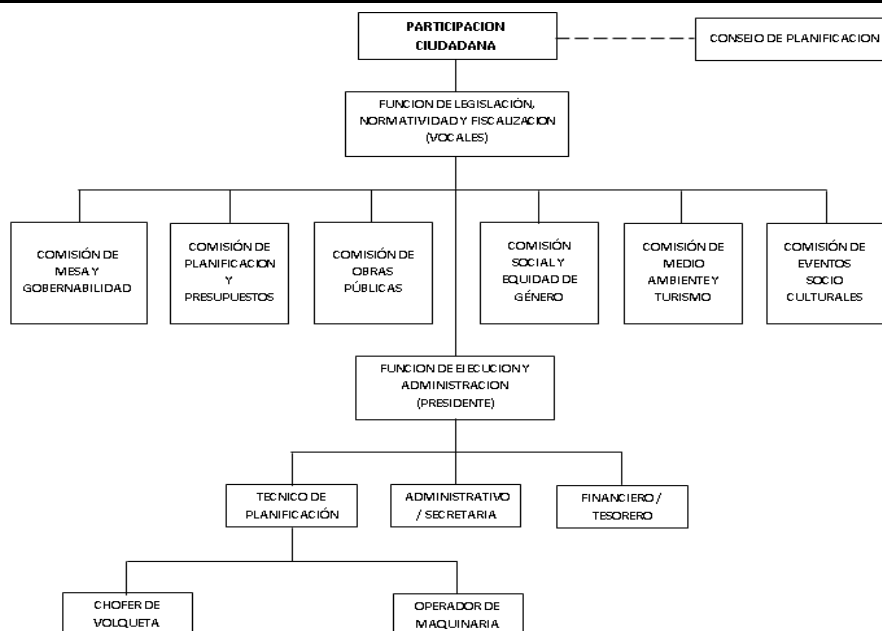 PARTICIPACION
CIUDADANA
CONSEJO DE PLANIFICACION
FUNCION DE LEGISLACIÓN,
NORMATIVIDAD Y FISCALIZACION
(VOCALES)
COMISIÓN DE
MESA Y
GOBERNABILIDAD
COMISIÓN DE
PLANIFICACION
Y
PRESUPUESTOS
COMISIÓN DE
OBRAS
PÚBLICAS
COMISIÓN
SOCIAL Y
EQUIDAD DE
GÉNERO
COMISIÓN DE
MEDIO
AMBIENTE Y
TURISMO
COMISIÓN DE
EVENTOS
SOCIO
CULTURALES
FUNCION DE EJECUCION Y
ADMINISTRACION
(PRESIDENTE)
TECNICO DE
PLANIFICACIÓN
ADMINISTRATIVO
/ SECRETARIA
FINANCIERO /
TESORERO
CHOFER DE
VOLQUETA
OPERADOR DE
MAQUINARIA